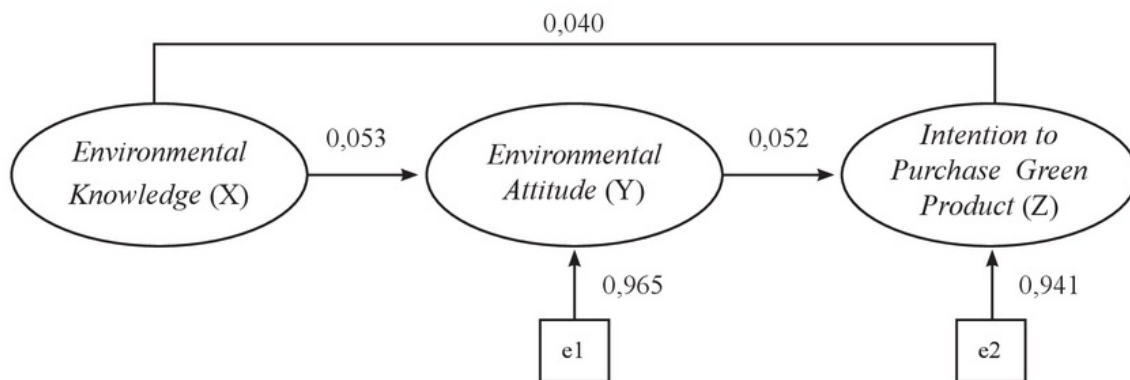 0,040
Environmental
Knowledge (X)
0,053
Environmental
Attitude (Y)
0,052
Intention to
Purchase Green
Product (Z)
0,965
e1
0,941
e2